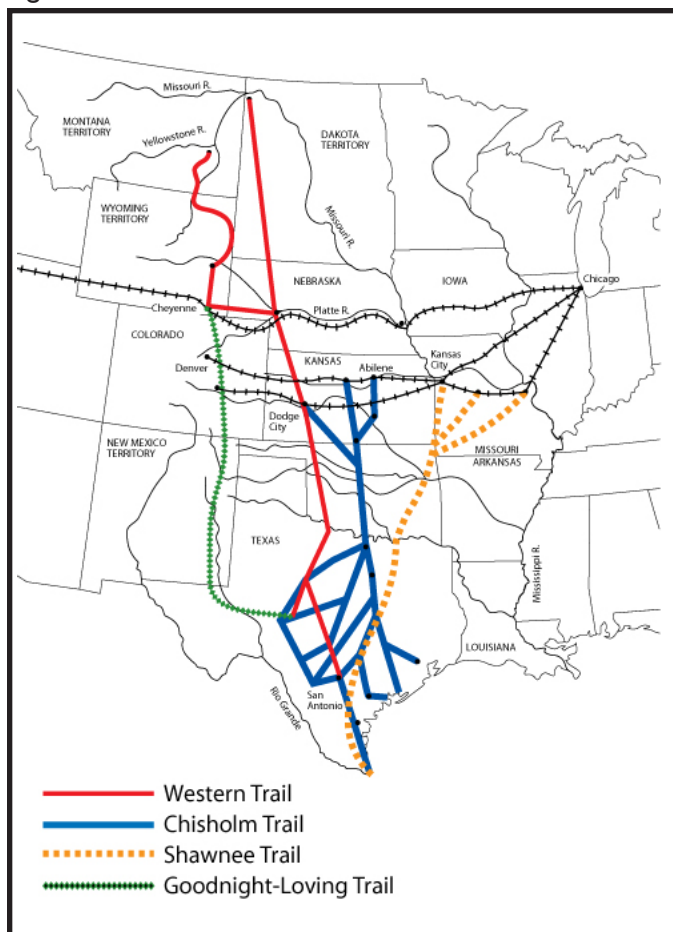 Missouri R.
MONTANA
TERRITORY
Yellowstone R.
DAKOTA
TERRITORY
WYOMING
TERRITORY
Missouri R.
NEBRASKA
IOWA
Chicago
Cheyenne
Platte R.
COLORADO
KANSAS
Abilene
Kansas
City
Denver
Dodge
City
NEW MEXICO
TERRITORY
MISSOURI
ARKANSAS
TEXAS
Mississippi R.
LOUISIANA
San
Antonio
Rio Grande
Western Trail
Chisholm Trail
Shawnee Trail
Goodnight-Loving Trail